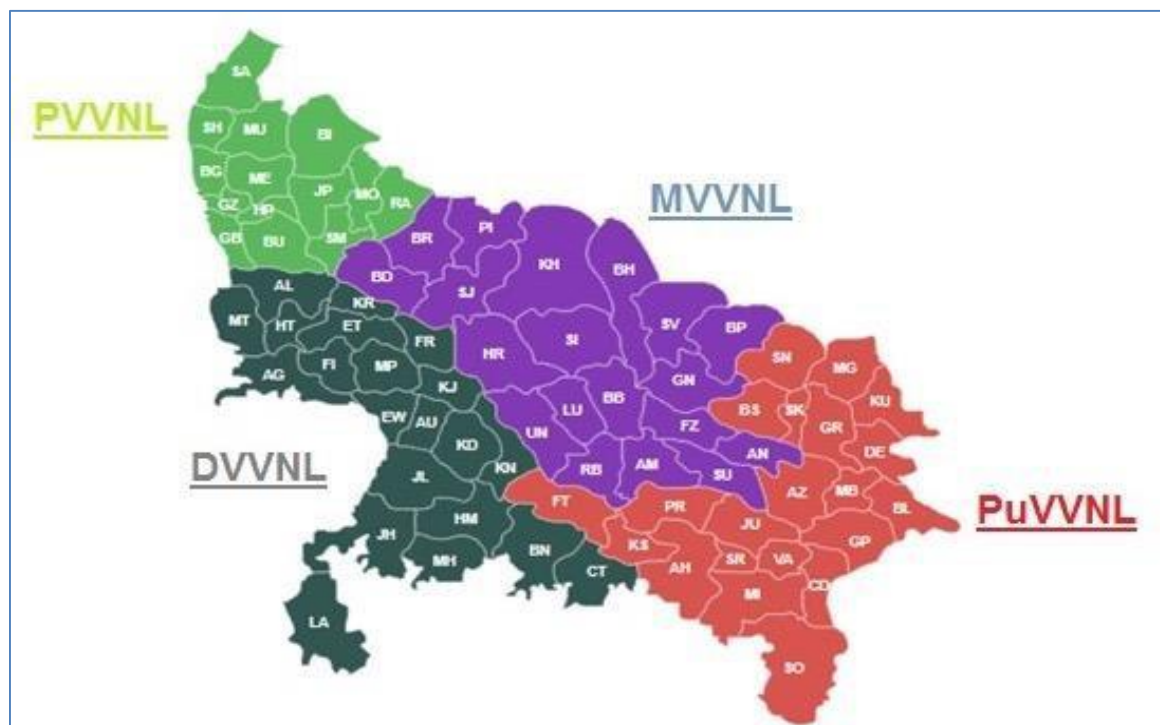 SA
PVVNL
SH MU BI
BG ME JP MO RA
GZ HP
GB BU SM
MVVNL
BR PI
BD SJ KH BH
SV BP
AL KR
MT HT ET FR
AG FI MP KJ
HR SI
GN
SN MG
BS SK KU
GR
DE
EW AU
UN LU BB FZ
AN
DVVNL
KD KN
JL
RB AM SU
AZ MB BL
FT PR
PuVVNL
JH HM
MH BN CT
JU GP
KS AH SR VA
MI CD
LA
SO